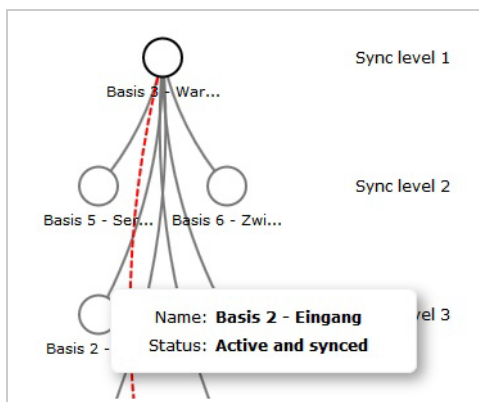 Sync level 1
Basis 3 - War...
Sync level 2
Basis 5 - Ser...
Basis 6 - Zwi...
Name: Basis 2 - Eingang
vel 3
Status: Active and synced
Basis 2 -